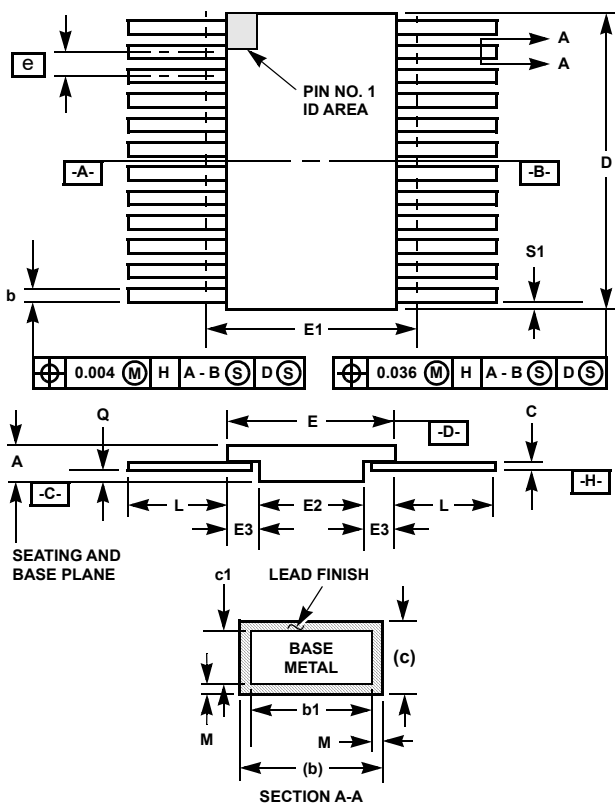 e
A
A
PIN NO. 1
ID AREA
-A-
-B-
D
S1
b
E1
0.004 M H A - B S D S
0.036 M H A - B S D S
Q
E
-D-
C
A
-C-
-H-
L
E3
E2
E3
L
SEATING AND
BASE PLANE
c1
LEAD FINISH
BASE
METAL
(c)
M
b1
M
(b)
SECTION A-A